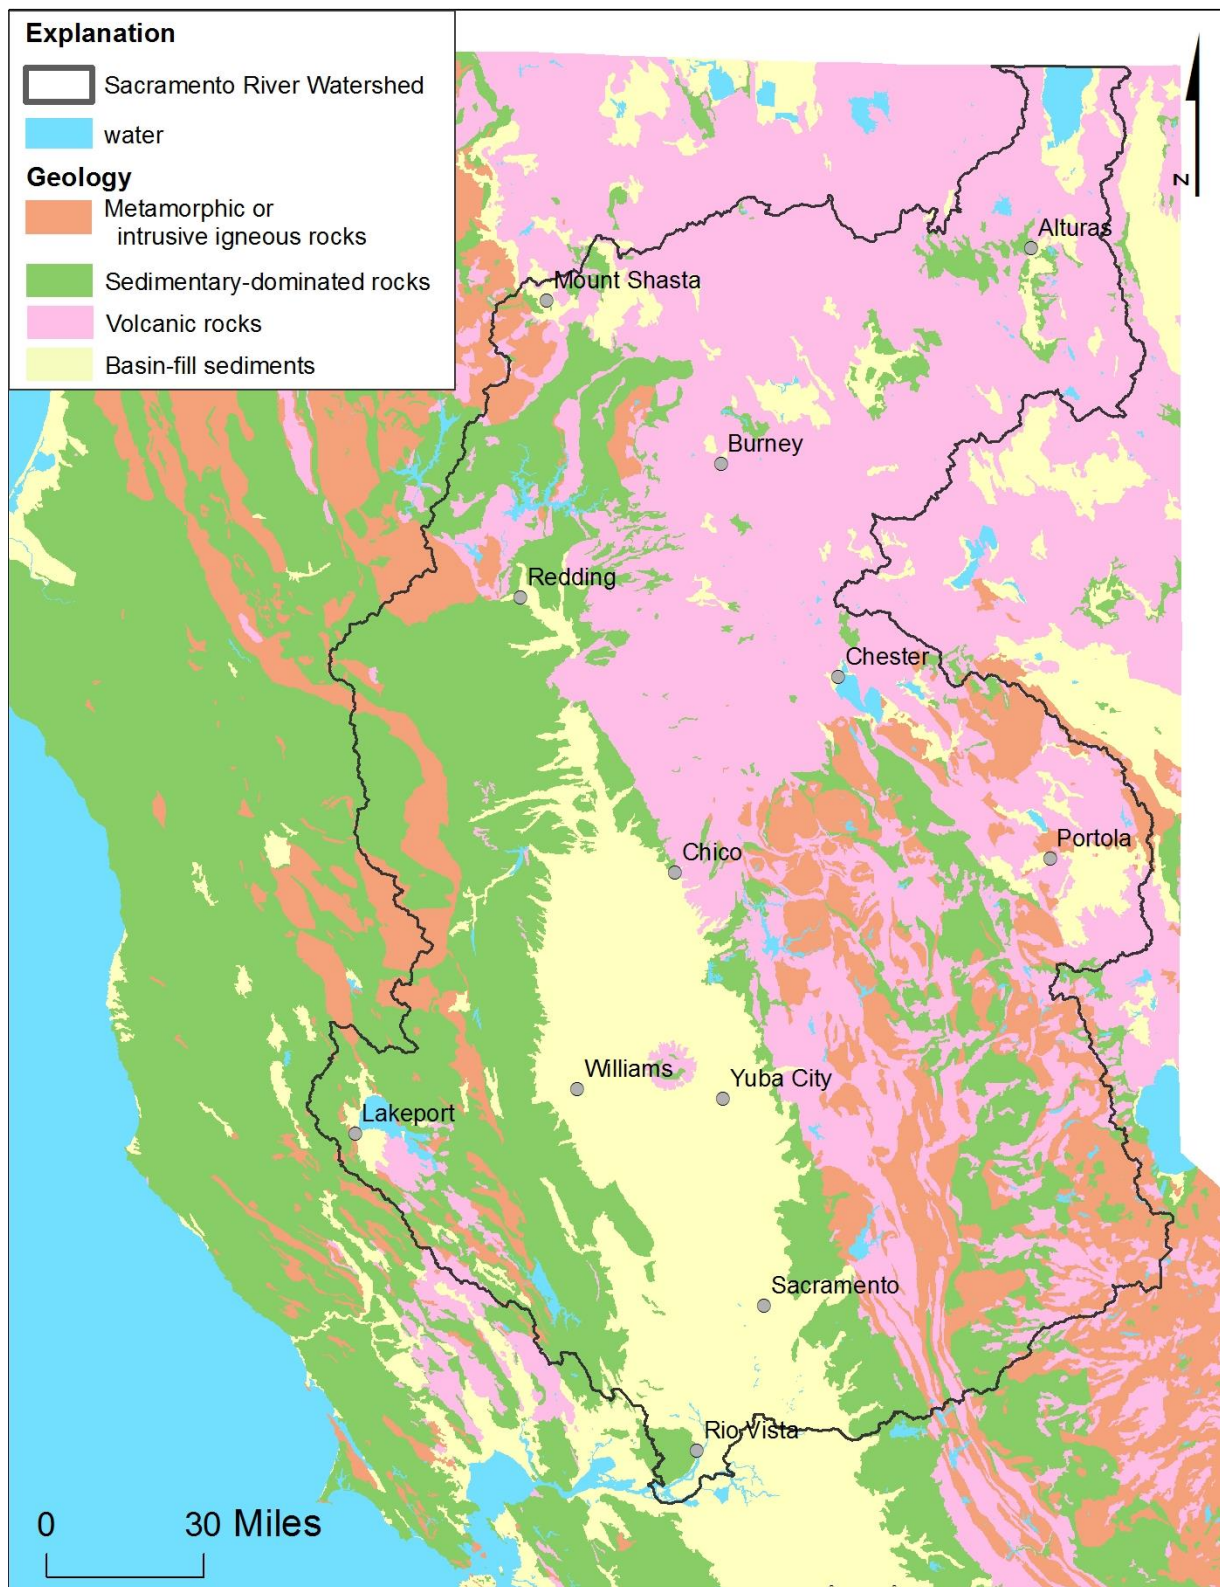 Explanation
Sacramento River Watershed
water
Geology
Metamorphic or
intrusive igneous rocks
Sedimentary-dominated rocks
Volcanic rocks
Basin-fill sediments
N
Alturas
Mount Shasta
Burney
Redding
Chester
Portola
Chico
Williams
Yuba City
Lakeport
Sacramento
Rio Vista
0 30 Miles